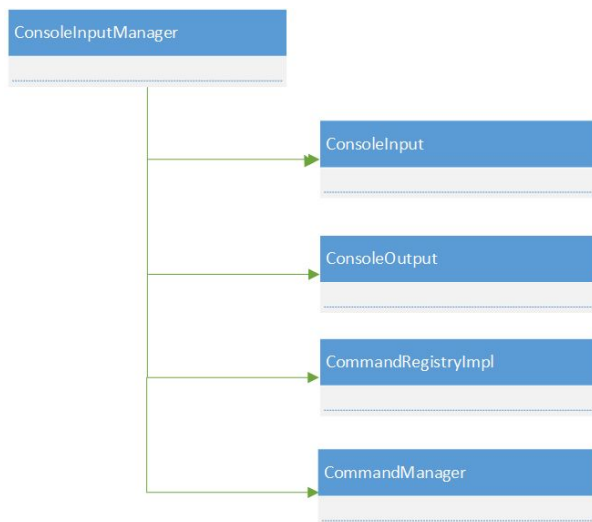 ConsoleInputManager
ConsoleInput
ConsoleOutput
CommandRegistryImpl
CommandManager